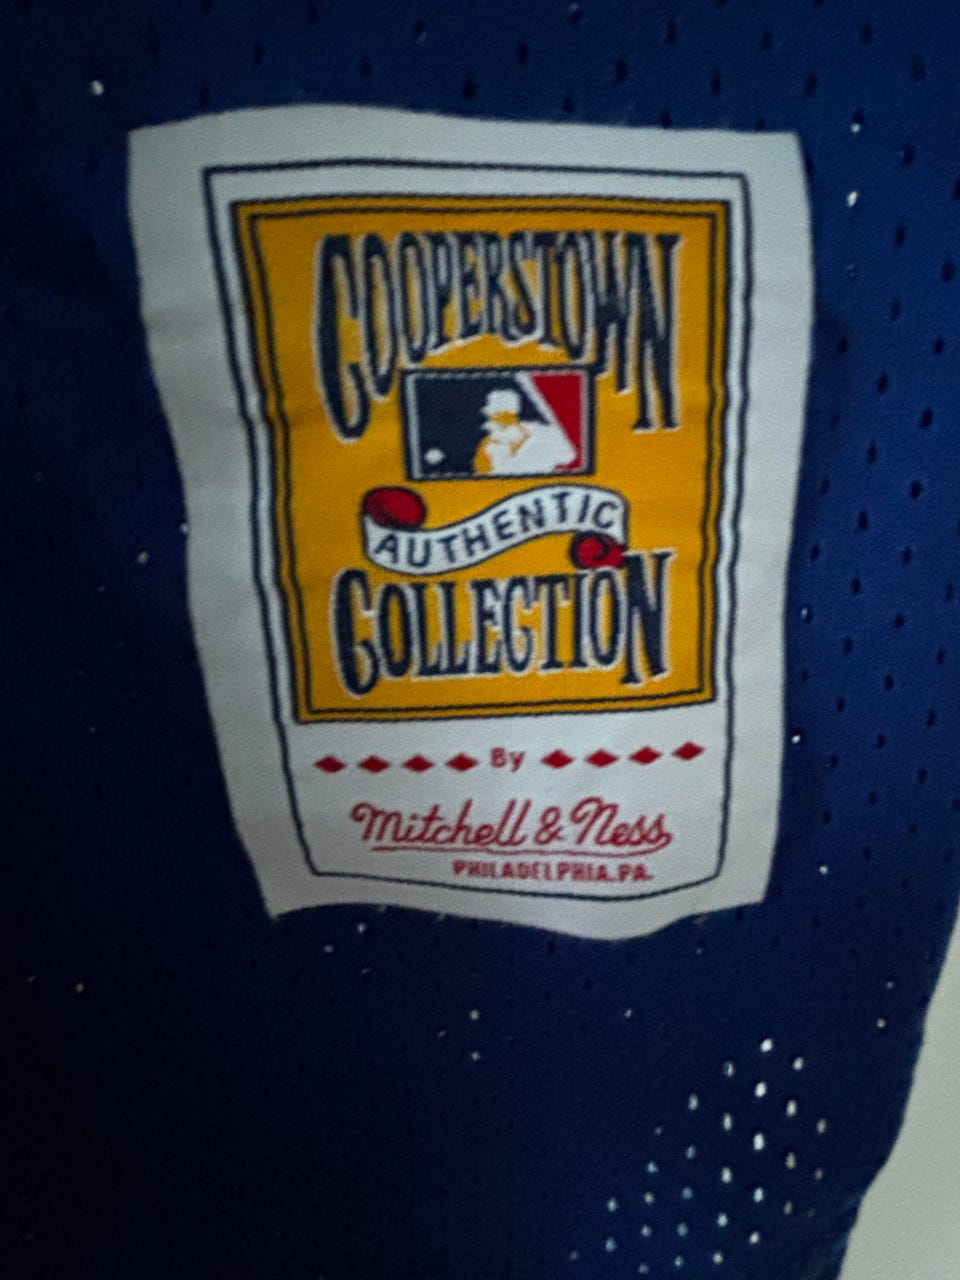 COOPERSTOWN
AUTHENTIC
COLLECTION
By
Mitchell & Ness
PHILADELPHIA, PA.